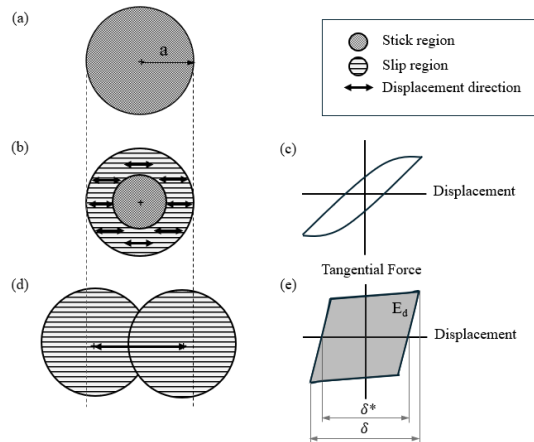 (a)
a
Stick region
Slip region
Displacement direction
(b)
(c)
Displacement
(d)
Tangential Force
(e)
E_d
Displacement
δ*
δ